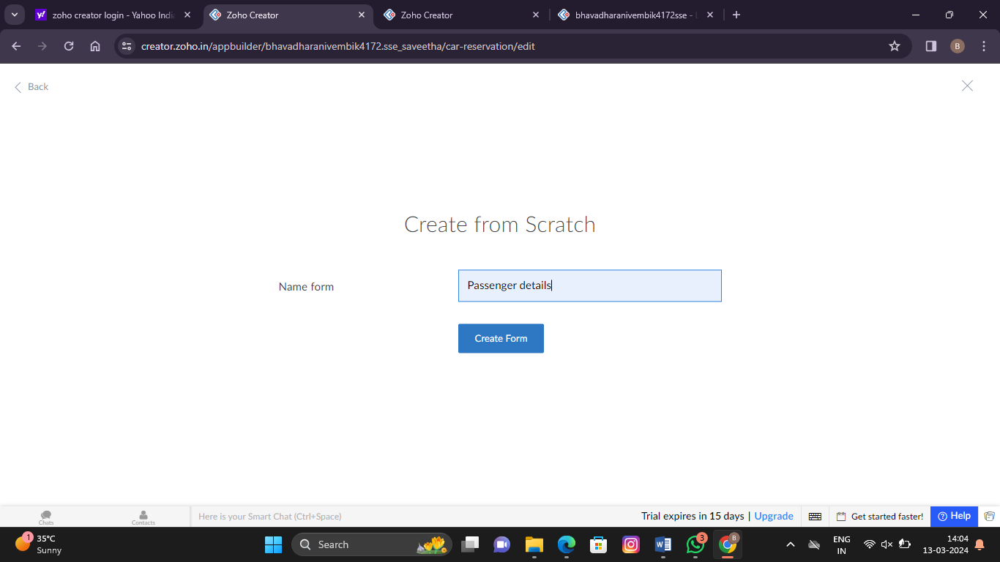 zoho creator login - Yahoo Indi
Zoho Creator
Zoho Creator
bhavadharanivembik4172sse -
creator.zoho.in/appbuilder/bhavadharanivembik4172.sse_saveetha/car-reservation/edit
B
Back
Create from Scratch
Name form
Passenger details
Create Form
Chats
Contacts
Here is your Smart Chat (Ctrl+Space)
Trial expires in 15 days | Upgrade
Get started faster!
Help
1
35°C
Sunny
Search
W
3
B
ENG
IN
14:04
13-03-2024